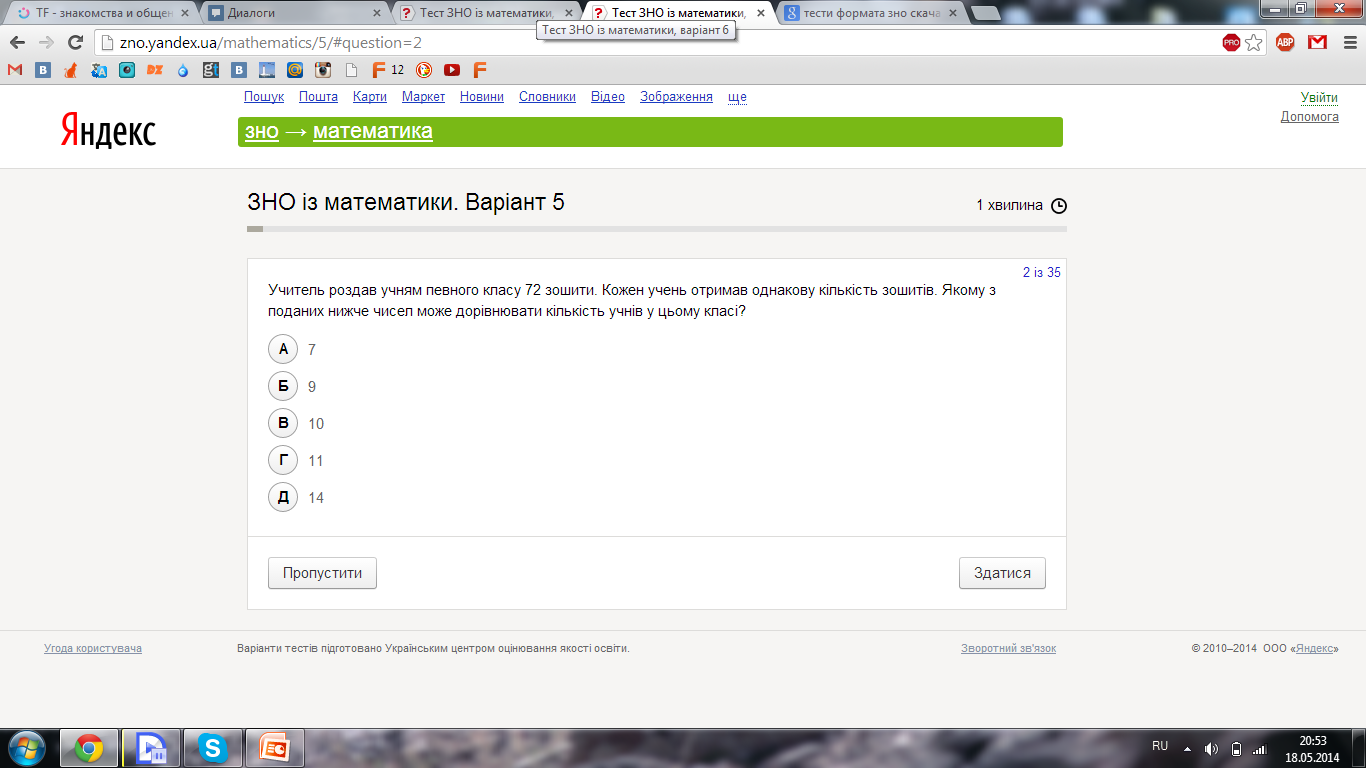 TF - знакомства и общен
Диалоги
Тест ЗНО із математики,
Тест ЗНО із математики,
тести формата зно скача
zno.yandex.ua/mathematics/5/#question=2
Тест ЗНО із математики, варіант 6
PRO
ABP
12
Пошук Пошта Карти Маркет Новини Словники Відео Зображення ще
Увійти
Допомога
Яндекс
зно → математика
ЗНО із математики. Варіант 5
1 хвилина
2 із 35
Учитель роздав учням певного класу 72 зошити. Кожен учень отримав однакову кількість зошитів. Якому з
поданих нижче чисел може дорівнювати кількість учнів у цьому класі?
А 7
Б 9
В 10
Г 11
Д 14
Пропустити
Здатися
Угода користувача
Варіанти тестів підготовано Українським центром оцінювання якості освіти.
Зворотний зв'язок
© 2010–2014 ООО «Яндекс»
RU
20:53
18.05.2014